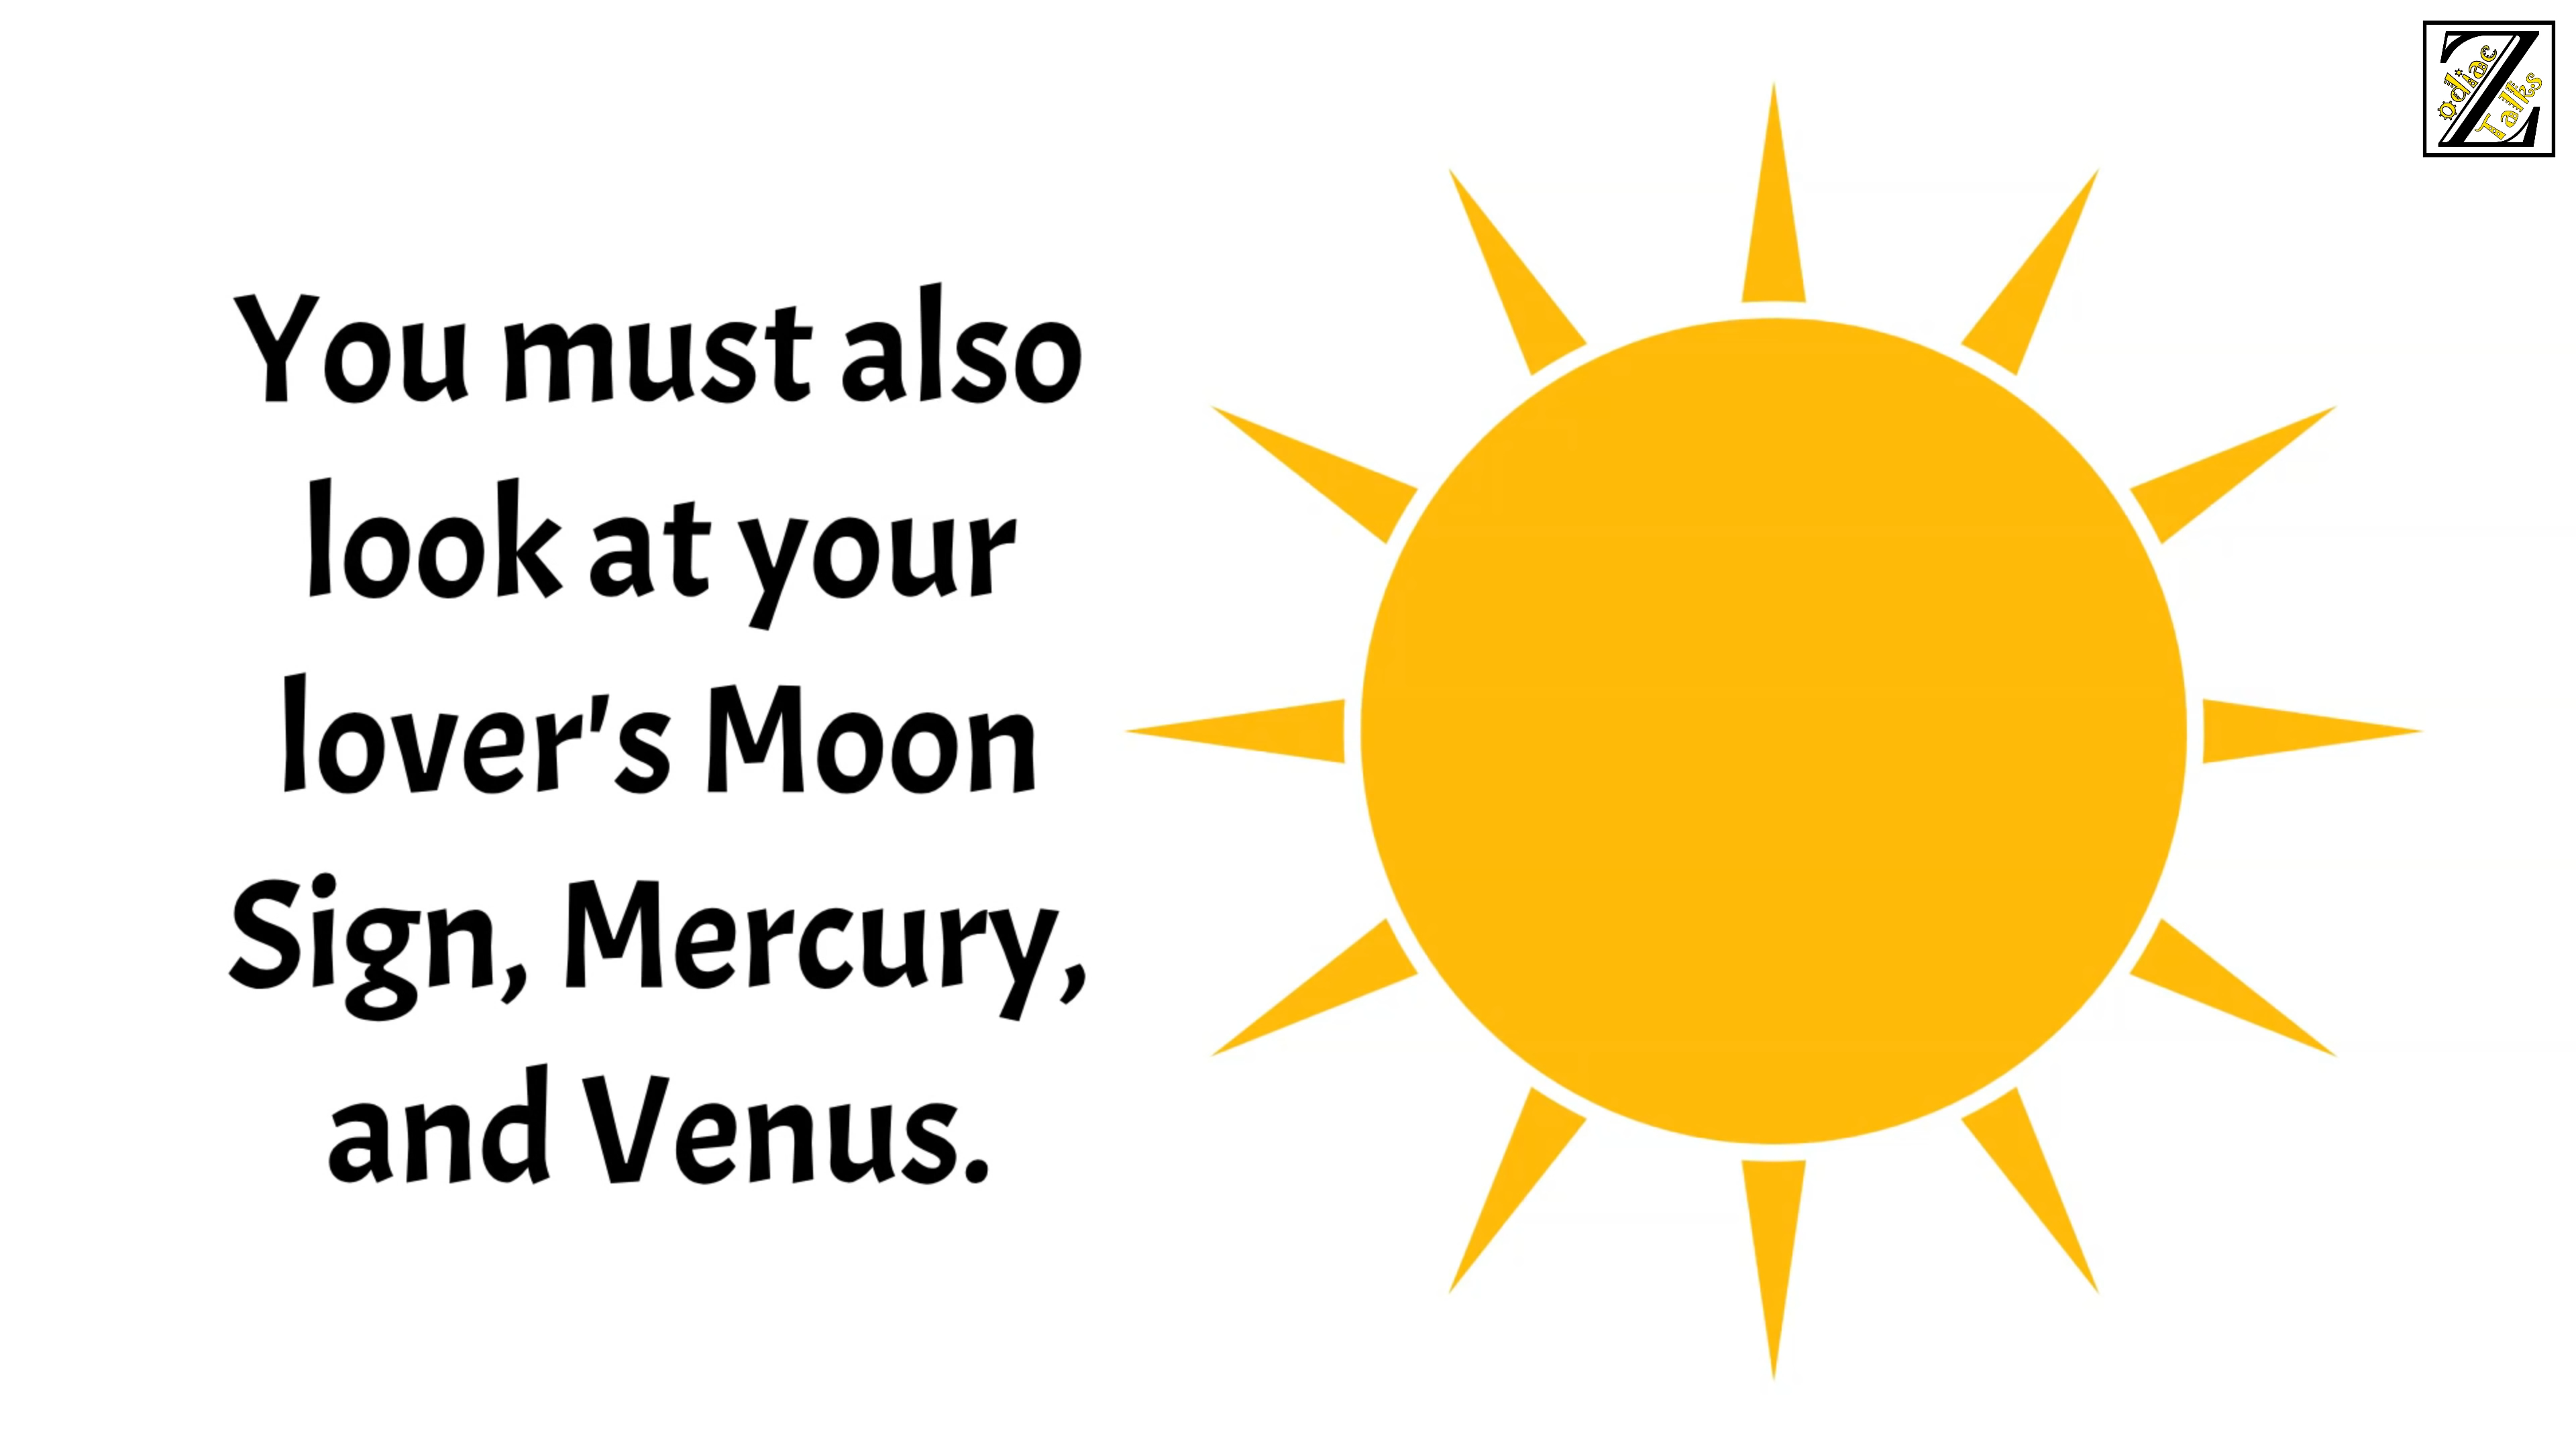 You must also
look at your
lover's Moon
Sign, Mercury,
and Venus.
Zodiac
Talks